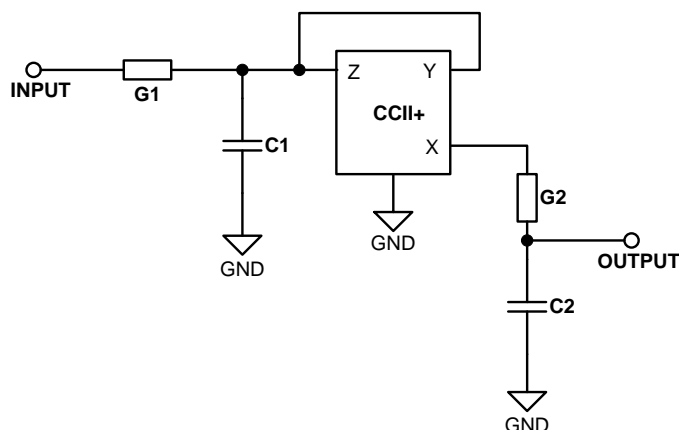 Z
Y
INPUT
G1
CCII+
C1
X
G2
GND
GND
OUTPUT
C2
GND